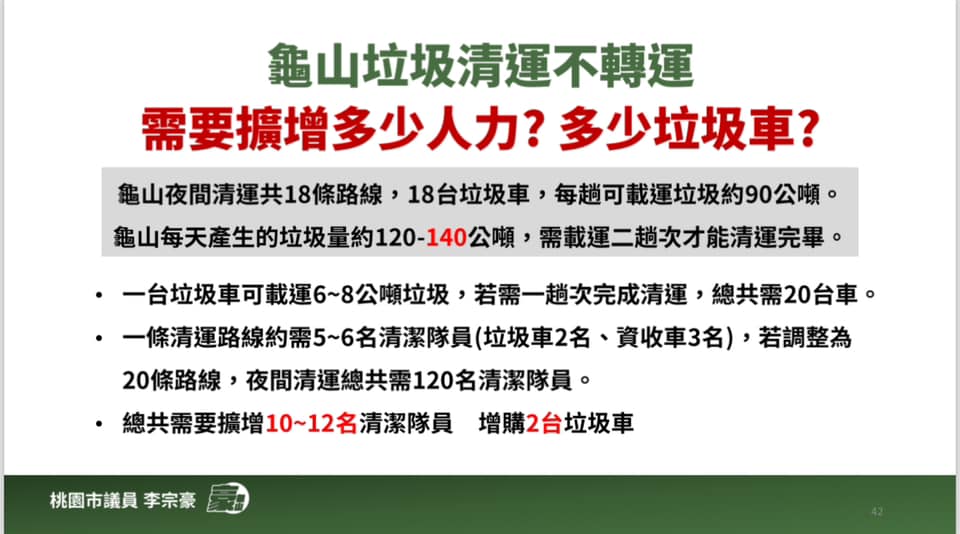 龜山垃圾清運不轉運
需要擴增多少人力? 多少垃圾車?
龜山夜間清運共18條路線，18台垃圾車，每趟可載運垃圾約90公噸。
龜山每天產生的垃圾量約120-140公噸，需載運二趟次才能清運完畢。
• 一台垃圾車可載運6~8公噸垃圾，若需一趟次完成清運，總共需20台車。
• 一條清運路線約需5~6名清潔隊員(垃圾車2名、資收車3名)，若調整為
20條路線，夜間清運總共需120名清潔隊員。
• 總共需要擴增10~12名清潔隊員 增購2台垃圾車
桃園市議員 李宗豪
42